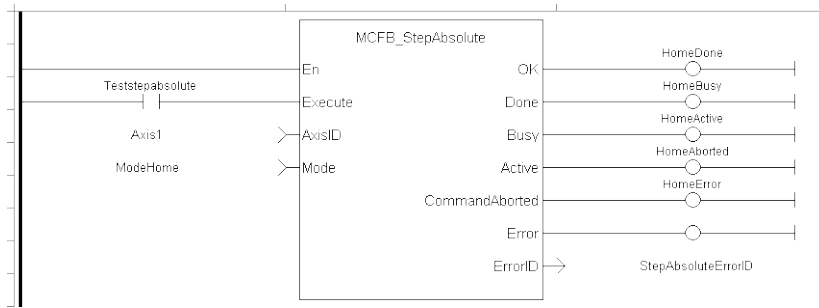 MCFB_StepAbsolute
HomeDone
En
OK
Teststepabsolute
HomeBusy
Execute
Done
HomeActive
Axis1
AxisID
Busy
HomeAborted
ModeHome
Mode
Active
HomeError
CommandAborted
Error
ErrorID
StepAbsoluteErrorID